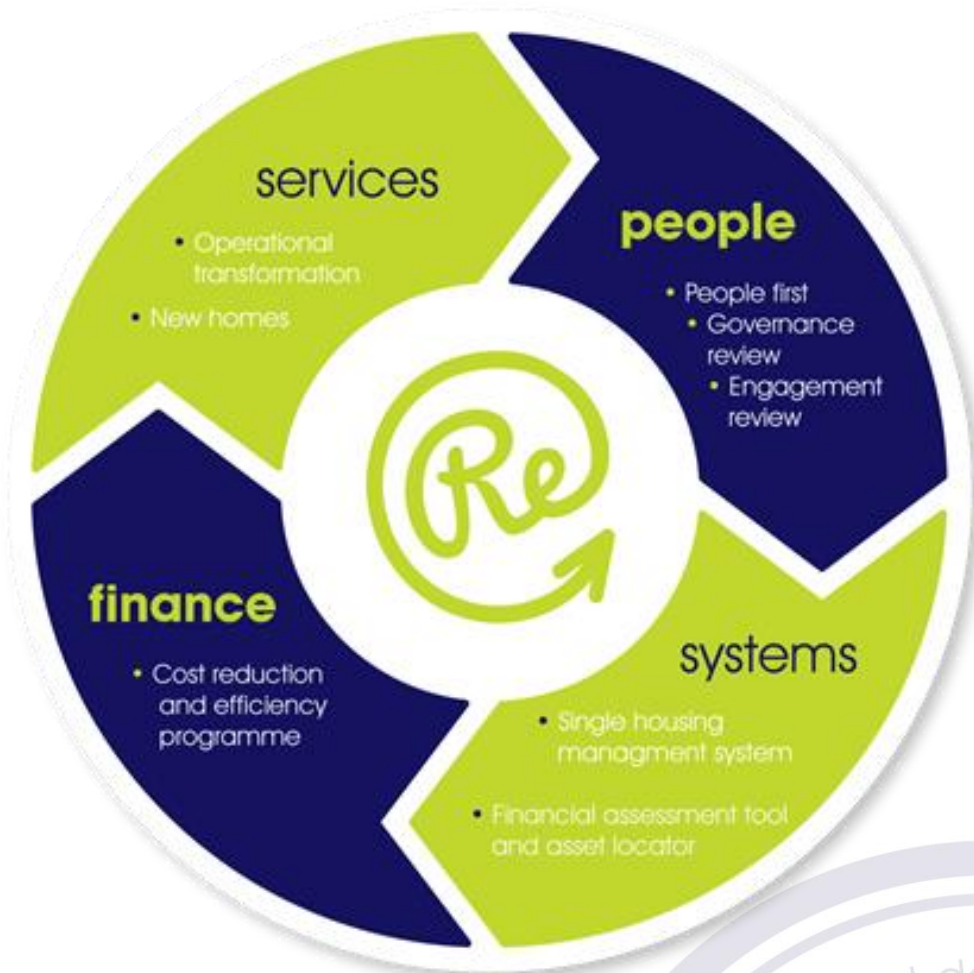 services
• Operational
transformation
• New homes
people
• People first
• Governance
review
• Engagement
review
Re
finance
• Cost reduction
and efficiency
programme
systems
• Single housing
managment system
• Financial assessment tool
and asset locator